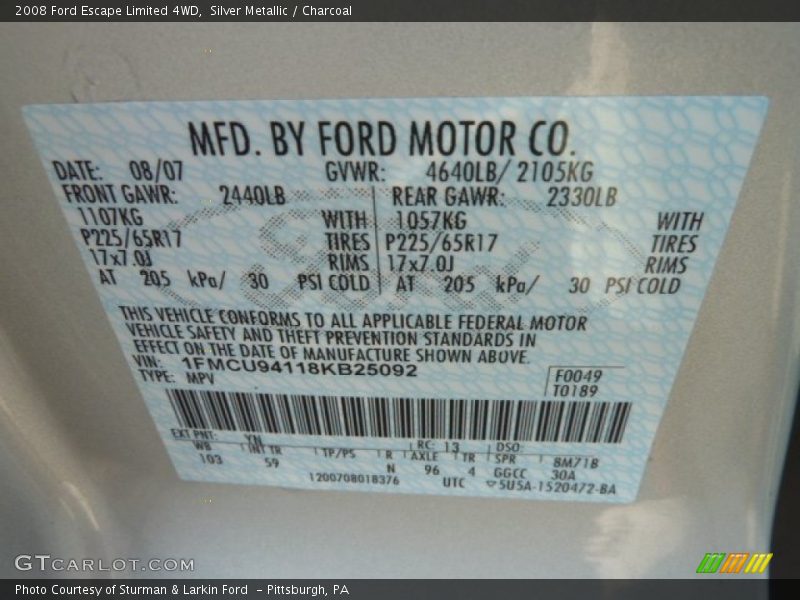 2008 Ford Escape Limited 4WD, Silver Metallic / Charcoal
MFD. BY FORD MOTOR CO.
DATE: 08/07 GVWR: 4640LB/ 2105KG
FRONT GAWR: 2440LB REAR GAWR: 2330LB
1107KG WITH 1057KG WITH
P225/65R17 TIRES P225/65R17 TIRES
17x7.0J RIMS 17x7.0J RIMS
AT 205 kPa/ 30 PSI COLD AT 205 kPa/ 30 PSI COLD
THIS VEHICLE CONFORMS TO ALL APPLICABLE FEDERAL MOTOR
VEHICLE SAFETY AND THEFT PREVENTION STANDARDS IN
EFFECT ON THE DATE OF MANUFACTURE SHOWN ABOVE.
VIN: 1FMCU94118KB25092
TYPE: MPV
F0049
T0189
EXT PNT: YN RC: 13 DSO:
WB INT TR TP/PS R AXLE TR SPR 8M71B
103 59 N 96 4 GGCC 30A
1200708018376 UTC 5U5A-1520472-BA
GTCARLOT.COM
Photo Courtesy of Sturman & Larkin Ford - Pittsburgh, PA